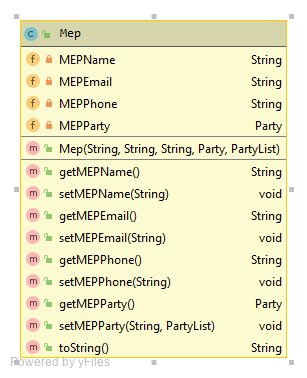 Mep
MEPName String
MEPEmail String
MEPPhone String
MEPParty Party
Mep(String, String, String, Party, PartyList)
getMEPName() String
setMEPName(String) void
getMEPEmail() String
setMEPEmail(String) void
getMEPPhone() String
setMEPPhone(String) void
getMEPParty() Party
setMEPParty(String, PartyList) void
toString() String
Powered by yFiles